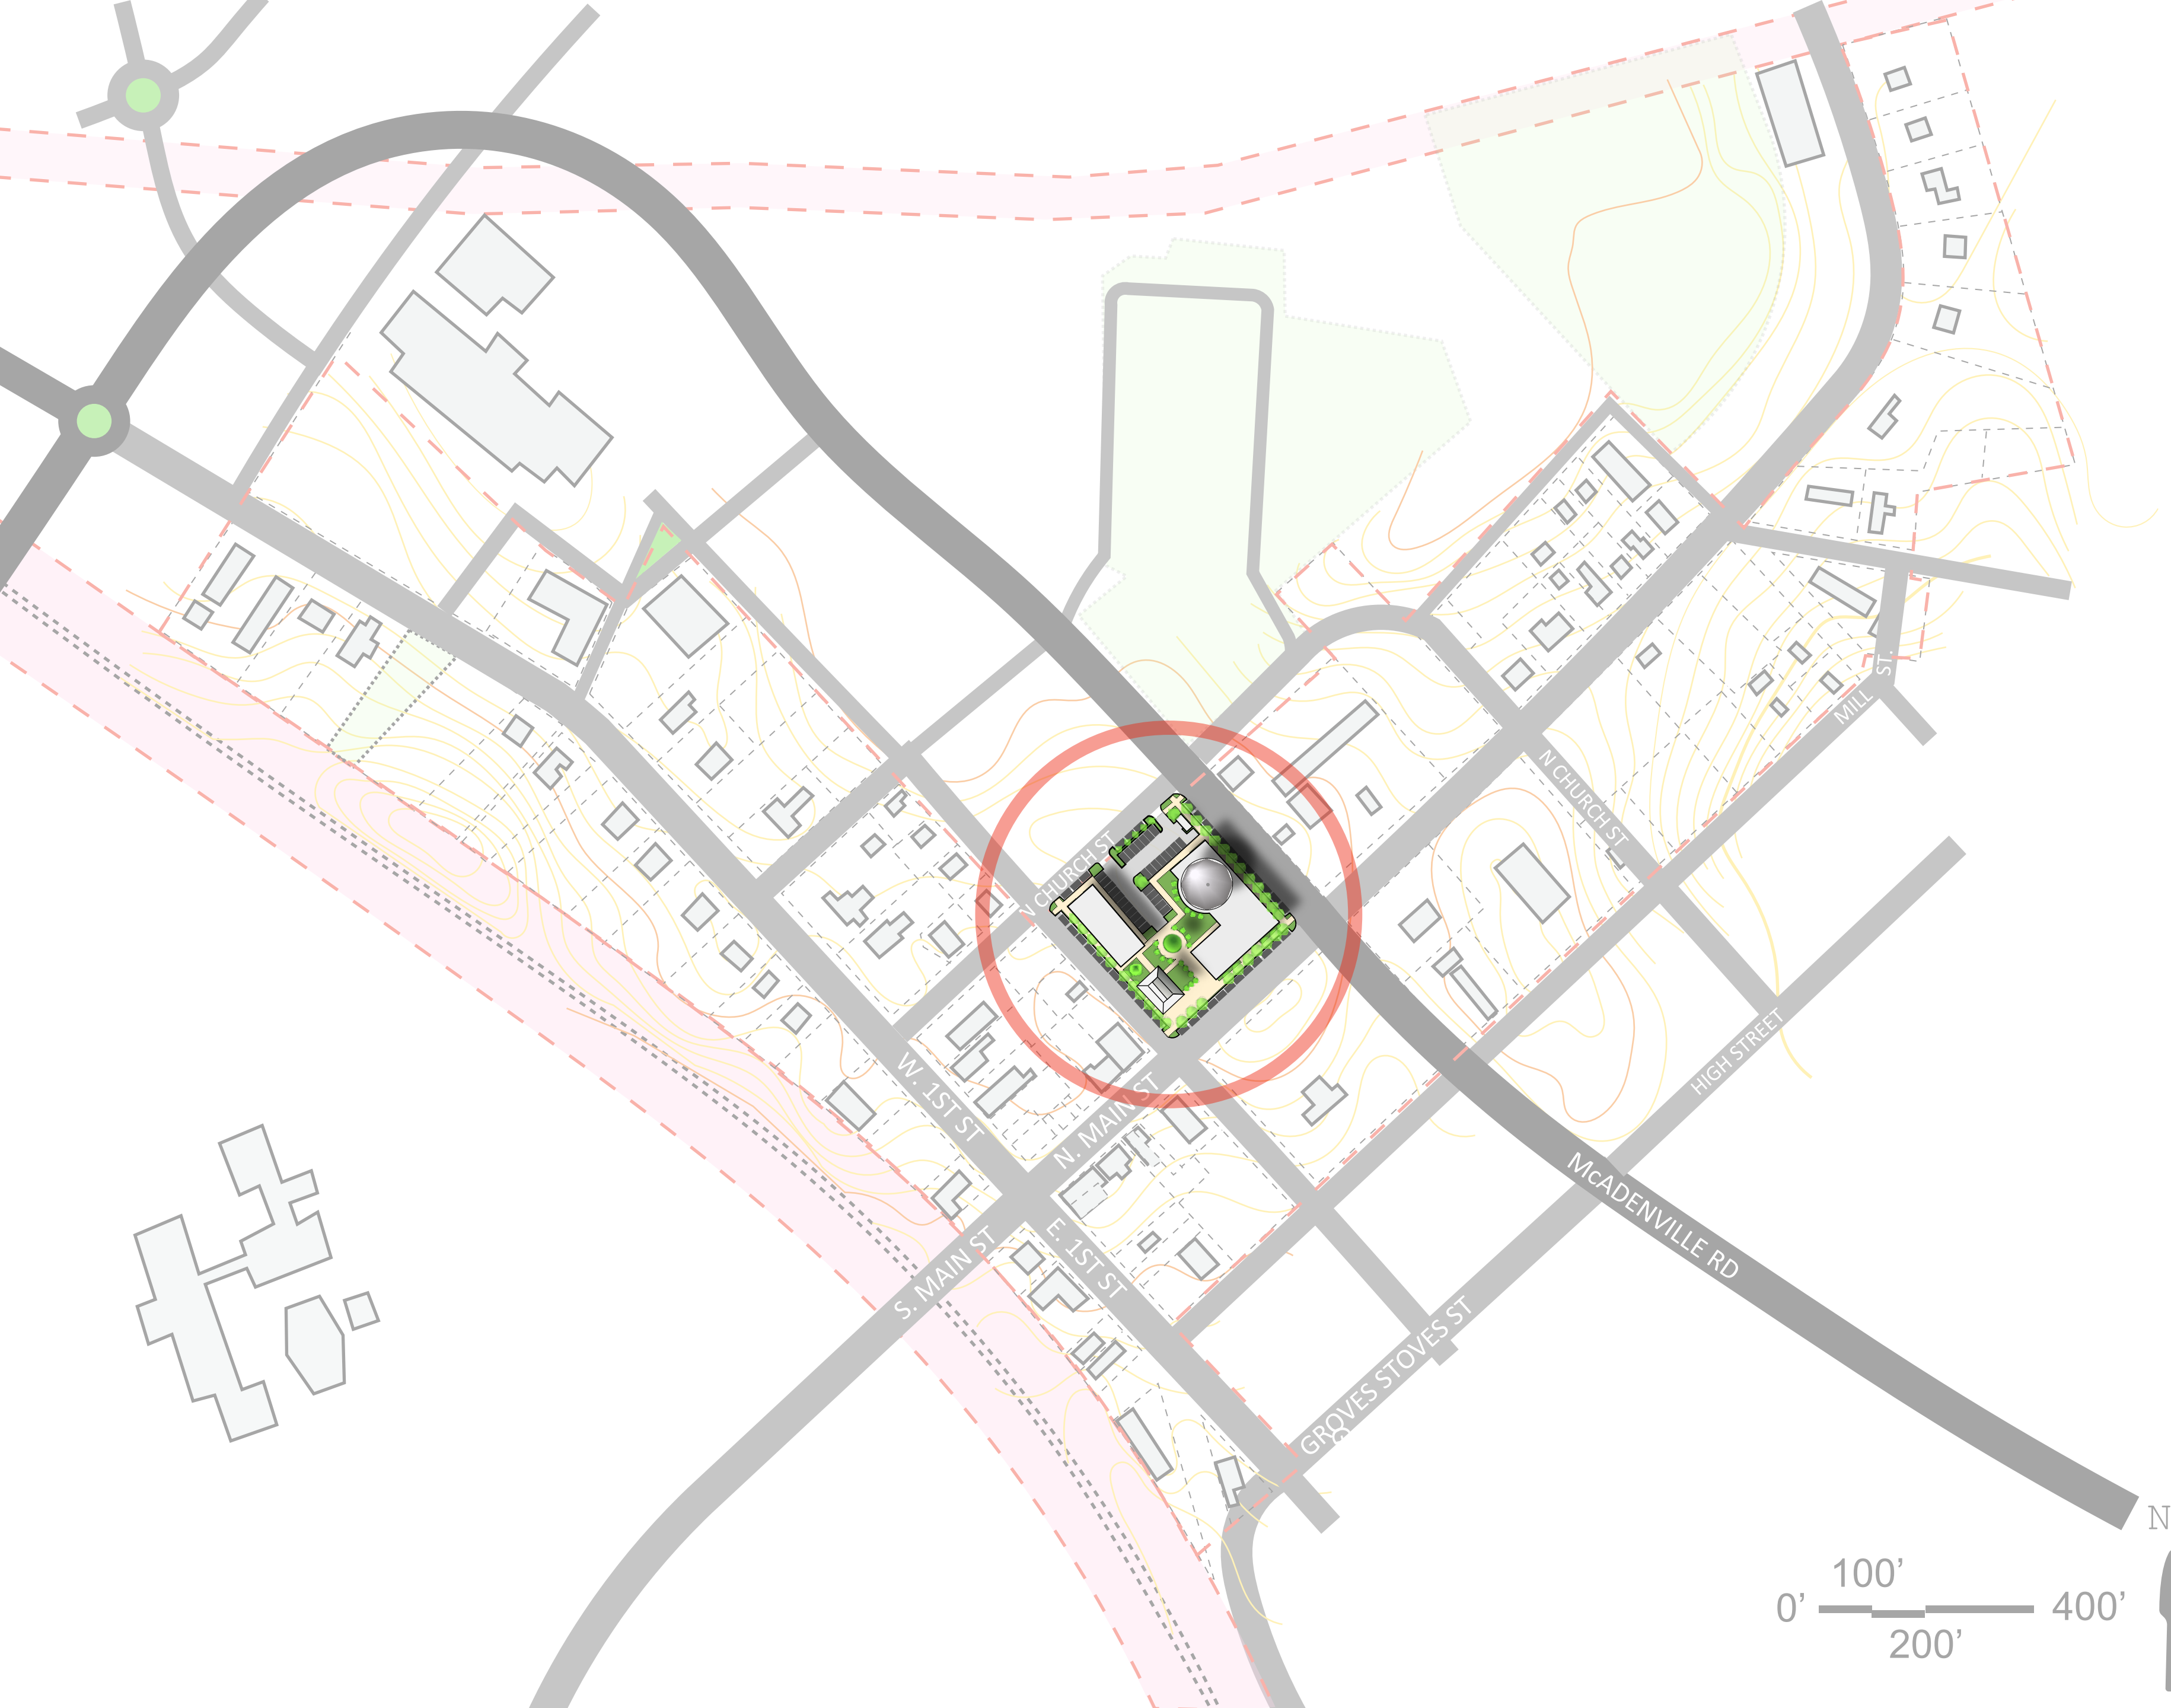 MILL ST.
N CHURCH ST
N CHURCH ST
HIGH STREET
W. 1ST ST
N. MAIN ST
McADENVILLE RD
E. 1ST ST
S. MAIN ST
GROVES STOVES ST
N
100’
0’
400’
200’